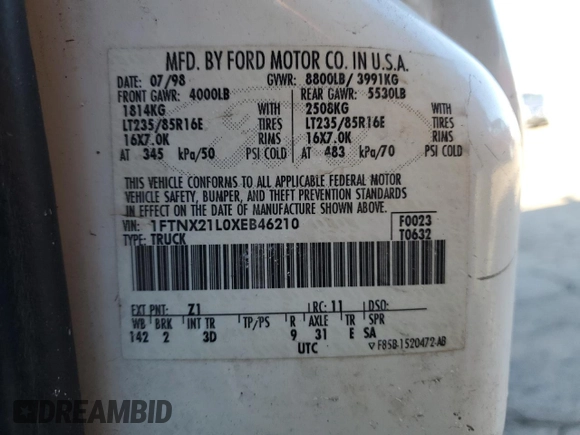 MFD. BY FORD MOTOR CO. IN U.S.A.
DATE: 07/98 GVWR: 8800LB/ 3991KG
FRONT GAWR: 4000LB REAR GAWR: 5530LB
1814KG WITH 2508KG WITH
LT235/85R16E TIRES LT235/85R16E TIRES
16X7.0K RIMS 16X7.0K RIMS
AT 345 kPa/50 PSI COLD AT 483 kPa/70 PSI COLD
THIS VEHICLE CONFORMS TO ALL APPLICABLE FEDERAL MOTOR
VEHICLE SAFETY, BUMPER, AND THEFT PREVENTION STANDARDS
IN EFFECT ON THE DATE OF MANUFACTURE SHOWN ABOVE.
VIN: 1FTNX21L0XEB46210 F0023
TYPE: TRUCK T0632
EXT PNT: Z1 RC: 11 DSO:
WB BRK INT TR TP/PS R AXLE TR SPR
142 2 3D 9 31 E SA
UTC F85B-1520472-AB
DREAMBID